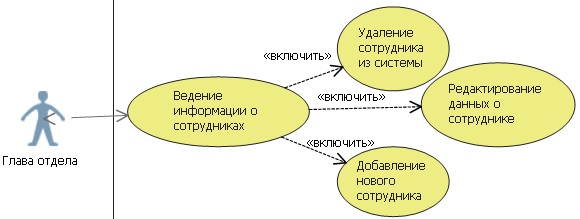 Удаление
сотрудника
из системы
«включить»
Редактирование
данных о
сотруднике
«включить»
Ведение
информации о
сотрудниках
«включить»
Глава отдела
Добавление
нового
сотрудника